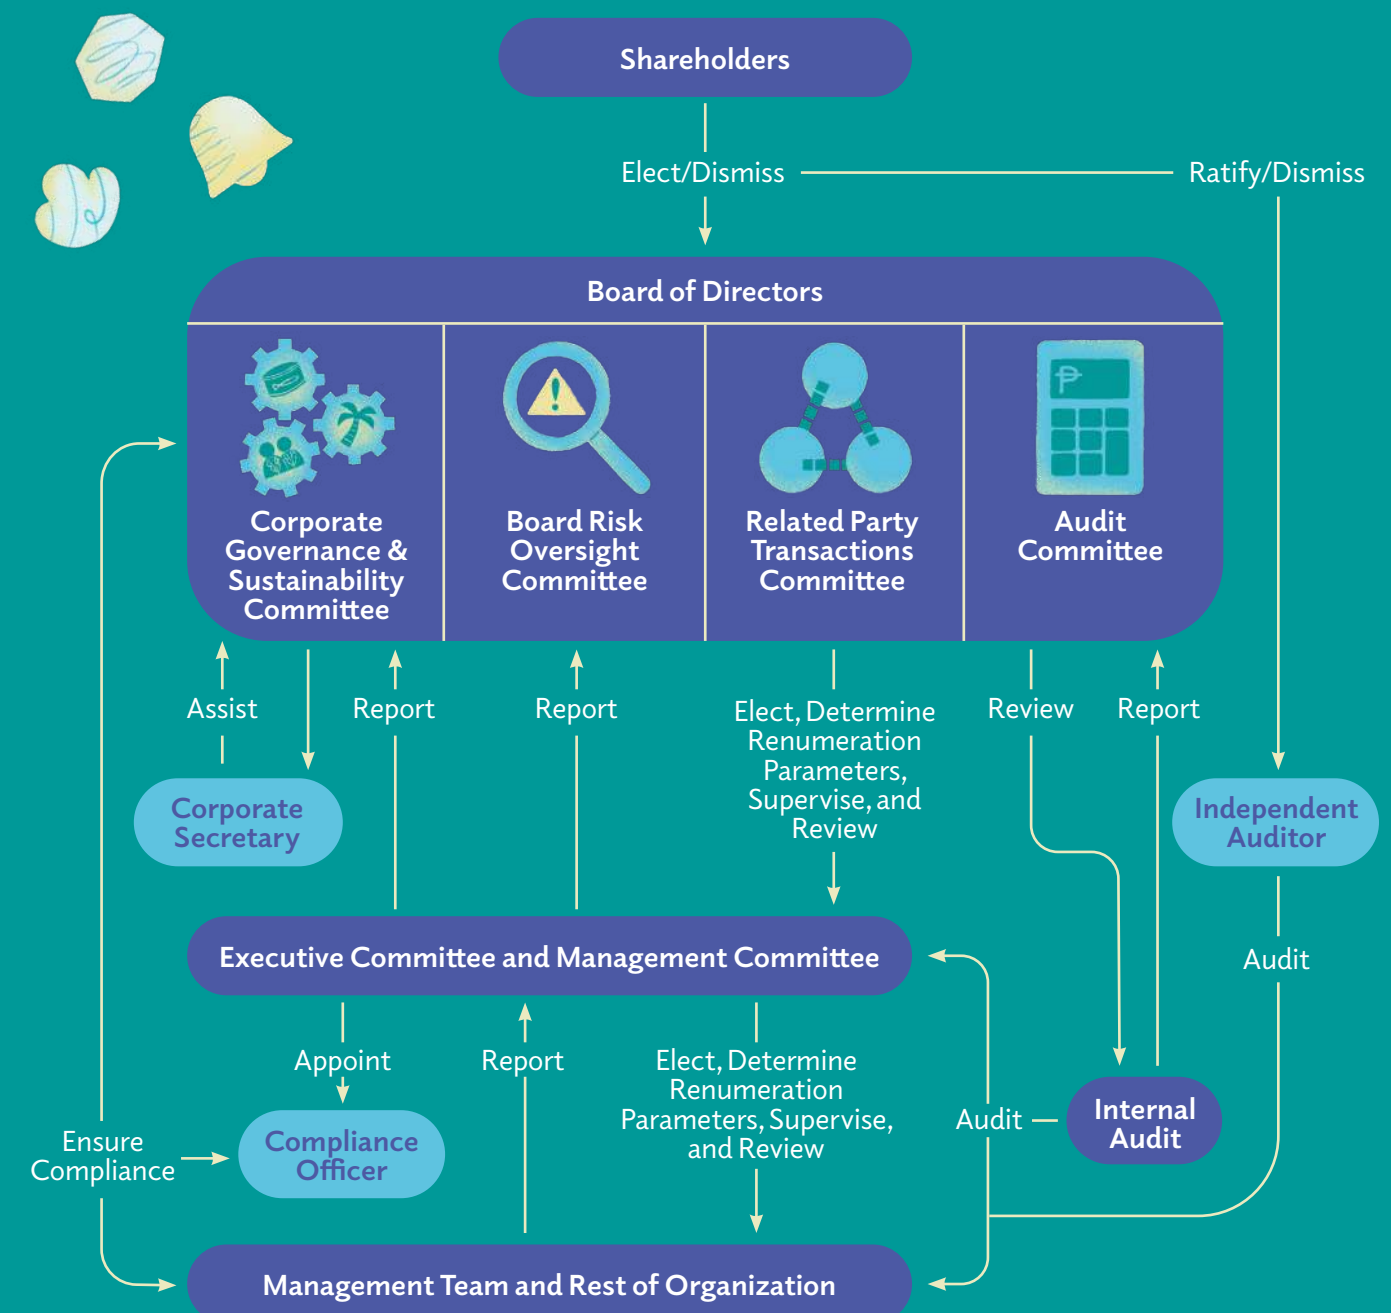 Shareholders
Elect/Dismiss
Ratify/Dismiss
Board of Directors
₱
Corporate
Governance &
Sustainability
Committee
Board Risk
Oversight
Committee
Related Party
Transactions
Committee
Audit
Committee
Assist
Report
Report
Elect, Determine
Renumeration
Parameters,
Supervise, and
Review
Review
Report
Corporate
Secretary
Independent
Auditor
Executive Committee and Management Committee
Audit
Appoint
Report
Elect, Determine
Renumeration
Parameters, Supervise,
and Review
Audit
Internal
Audit
Ensure
Compliance
Compliance
Officer
Management Team and Rest of Organization